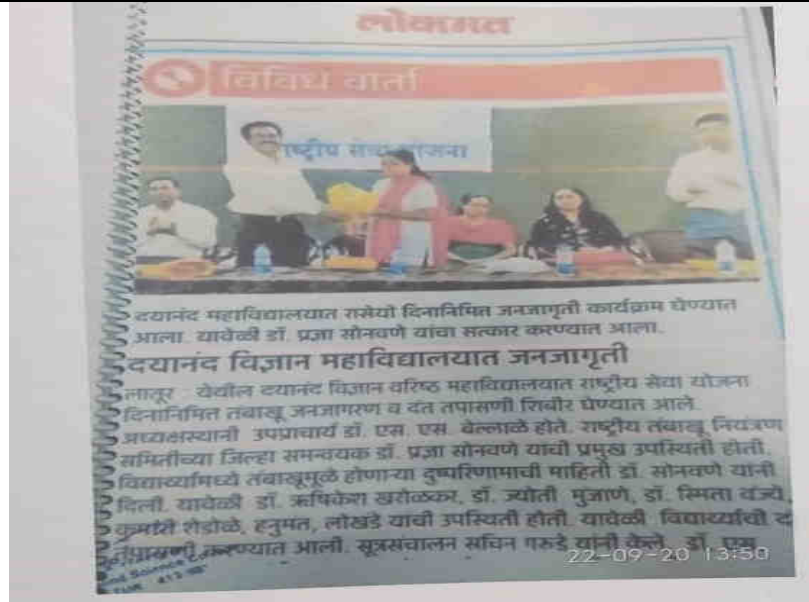 लोकमत
विविध वार्ता
राष्ट्रीय सेवा योजना
दयानंद महाविद्यालयात रासेयो दिनानिमित जनजागृती कार्यक्रम घेण्यात
आला. यावेळी डॉ. प्रज्ञा सोनवणे यांचा सत्कार करण्यात आला.
दयानंद विज्ञान महाविद्यालयात जनजागृती
लातूर : येथील दयानंद विज्ञान वरिष्ठ महाविद्यालयात राष्ट्रीय सेवा योजना
दिनानिमित तंबाखू जनजागरण व दंत तपासणी शिबीर घेण्यात आले.
अध्यक्षस्थानी उपप्राचार्य डॉ. एस. एस. बेल्लाळे होते. राष्ट्रीय तंबाखू नियंत्रण
समितीच्या जिल्हा समन्वयक डॉ. प्रज्ञा सोनवणे यांची प्रमुख उपस्थिती होती.
विद्यार्थ्यांमध्ये तंबाखूमूळे होणाऱ्या दुष्परिणामाची माहिती डॉ. सोनवणे यांनी
दिली. यावेळी डॉ. ऋषिकेश खरोळकर, डॉ. ज्योती मुंजाणे, डॉ. स्मिता
कुमारी शेडोळे, हनुमत, लोखंडे यांची उपस्थिती होती. यावेळी विद्यार्थ्यांची दं
तपासणी करण्यात आली. सूत्रसंचालन सचिन गरुडे यांनी केले. डॉ. एस
and Science
22-09-20 13:50